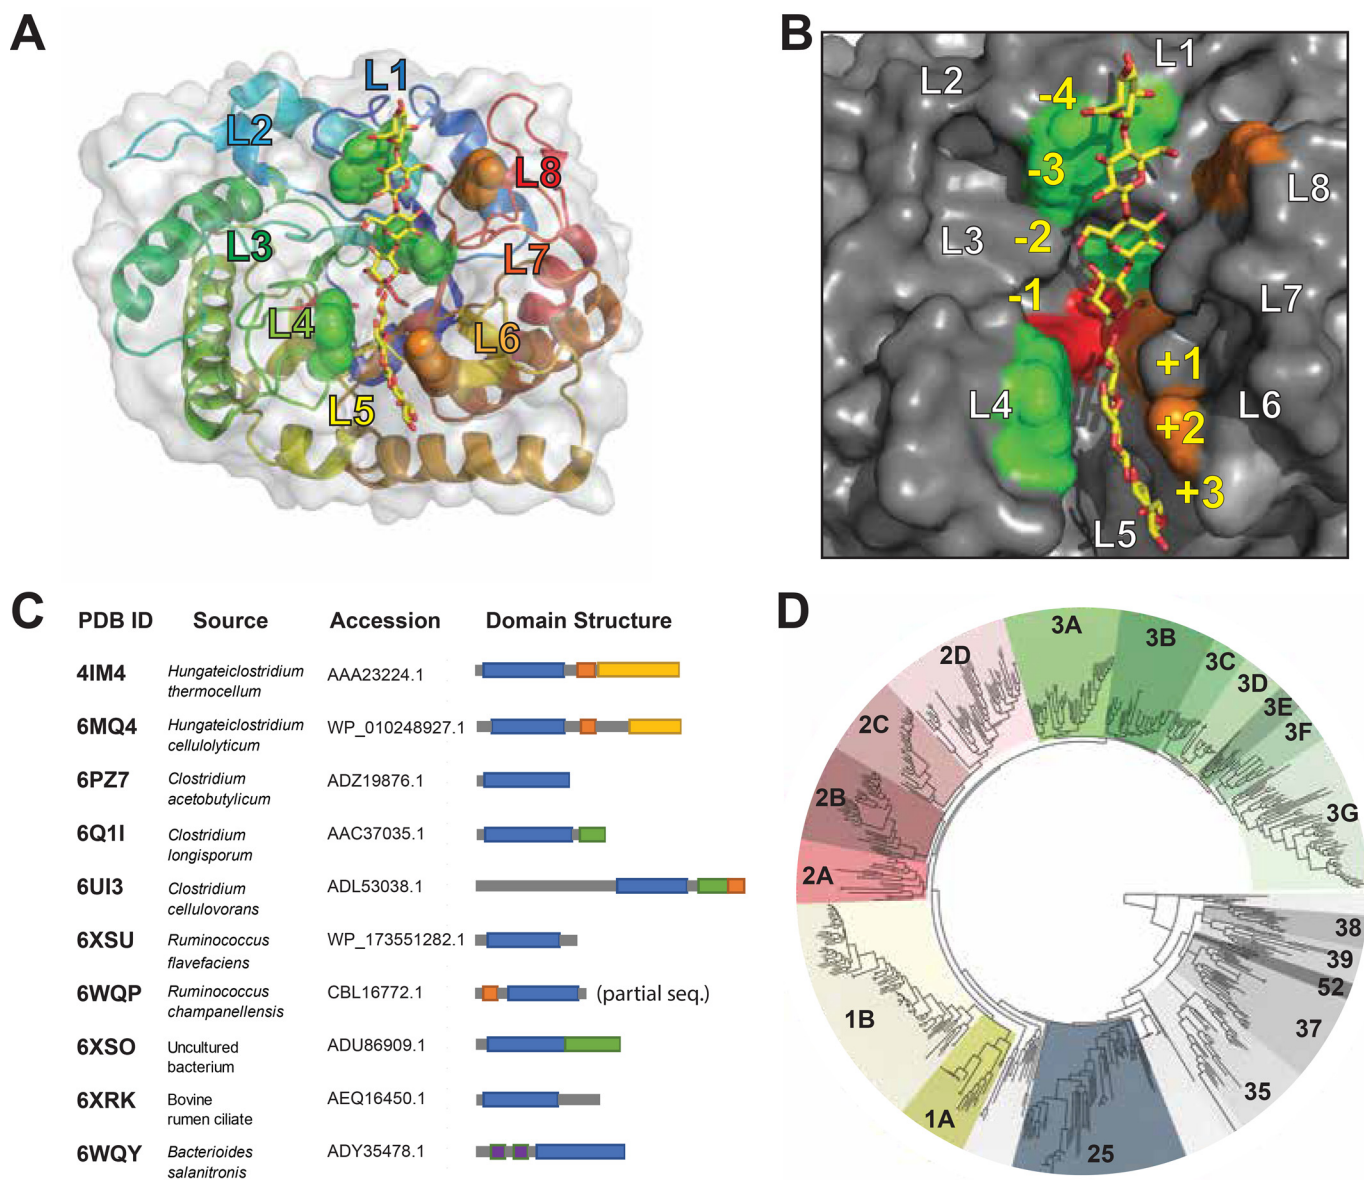 A
L1
L2
L8
L3
L7
L4
L6
L5
B
L1
L2
-4
-3
L8
L3
-2
-1
L7
+1
L4
L6
+2
+3
L5
C
PDB ID Source Accession Domain Structure
4IM4 Hungateiclostridium AAA23224.1
thermocellum
6MQ4 Hungateiclostridium WP_010248927.1
cellulolyticum
6PZ7 Clostridium ADZ19876.1
acetobutylicum
6Q1I Clostridium AAC37035.1
longisporum
6UI3 Clostridium ADL53038.1
cellulovorans
6XSU Ruminococcus WP_173551282.1
flavefaciens
6WQP Ruminococcus CBL16772.1 (partial seq.)
champanellensis
6XSO Uncultured ADU86909.1
bacterium
6XRK Bovine AEQ16450.1
rumen ciliate
6WQY Bacterioides ADY35478.1
salanitronis
D
3A
3B
2D
3C
3D
3E
3F
2C
2B
3G
2A
38
39
52
1B
37
35
1A
25